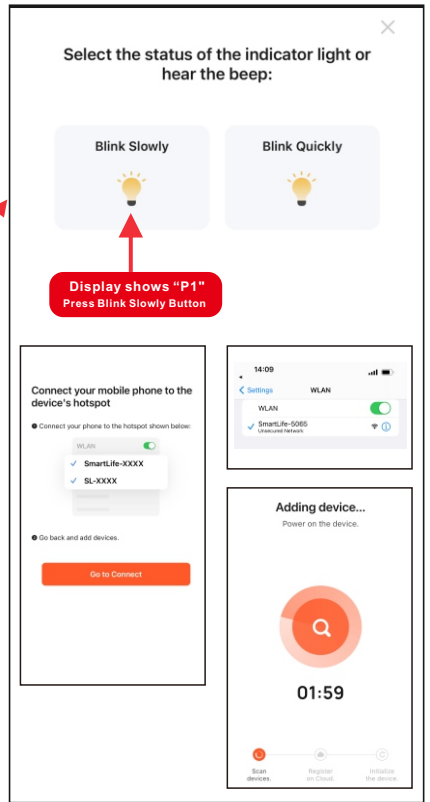 Select the status of the indicator light or
hear the beep:
Blink Slowly
Blink Quickly
Display shows “P1"
Press Blink Slowly Button
Connect your mobile phone to the
device's hotspot
❶ Connect your phone to the hotspot shown below:
WLAN
✓ SmartLife-XXXX
✓ SL-XXXX
❷ Go back and add devices.
Go to Connect
14:09
Settings
WLAN
WLAN
✓ SmartLife-5065
Unsecured Network
Adding device...
Power on the device.
01:59
Scan
devices.
Register
on Cloud.
Initialize
the device.